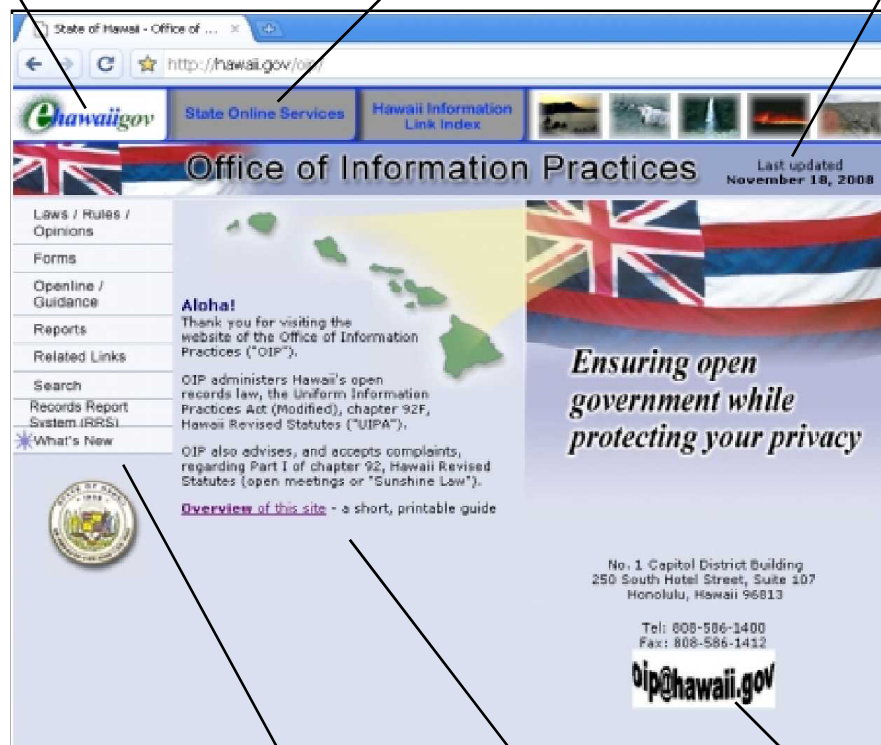 State of Hawaii - Office of ...
http://hawaii.gov/oip/
ehawaiigov
State Online Services
Hawaii Information
Link Index
Office of Information Practices
Last updated
November 18, 2008
Laws / Rules /
Opinions
Forms
Openline /
Guidance
Reports
Related Links
Search
Records Report
System (RRS)
What's New
Aloha!
Thank you for visiting the
website of the Office of Information
Practices ("OIP").
OIP administers Hawaii's open
records law, the Uniform Information
Practices Act (Modified), chapter 92F,
Hawaii Revised Statutes ("UIPA").
OIP also advises, and accepts complaints,
regarding Part I of chapter 92, Hawaii Revised
Statutes (open meetings or "Sunshine Law").
Overview of this site - a short, printable guide
Ensuring open
government while
protecting your privacy
No. 1 Capitol District Building
250 South Hotel Street, Suite 107
Honolulu, Hawaii 96813
Tel: 808-586-1400
Fax: 808-586-1412
oip@hawaii.gov